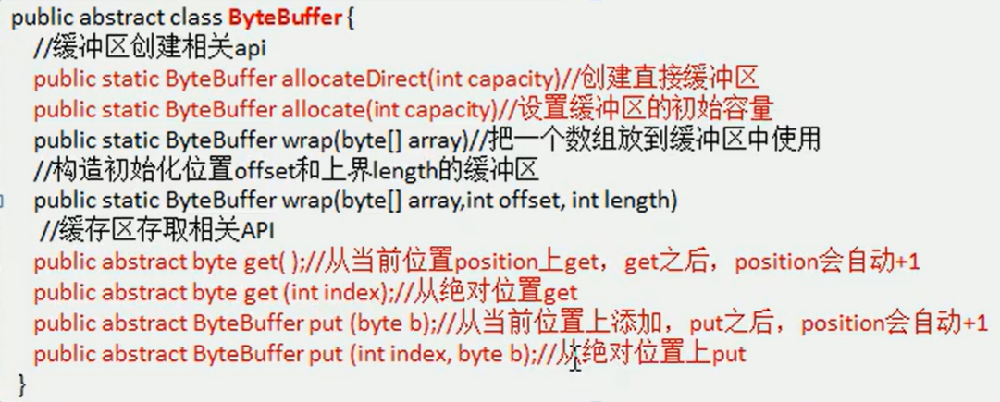 public abstract class ByteBuffer {
//缓冲区创建相关api
public static ByteBuffer allocateDirect(int capacity)//创建直接缓冲区
public static ByteBuffer allocate(int capacity)//设置缓冲区的初始容量
public static ByteBuffer wrap(byte[] array)//把一个数组放到缓冲区中使用
//构造初始化位置offset和上界length的缓冲区
public static ByteBuffer wrap(byte[] array,int offset, int length)
//缓存区存取相关API
public abstract byte get( );//从当前位置position上get，get之后，position会自动+1
public abstract byte get (int index);//从绝对位置get
public abstract ByteBuffer put (byte b);//从当前位置上添加，put之后，position会自动+1
public abstract ByteBuffer put (int index, byte b);//从绝对位置上put
}